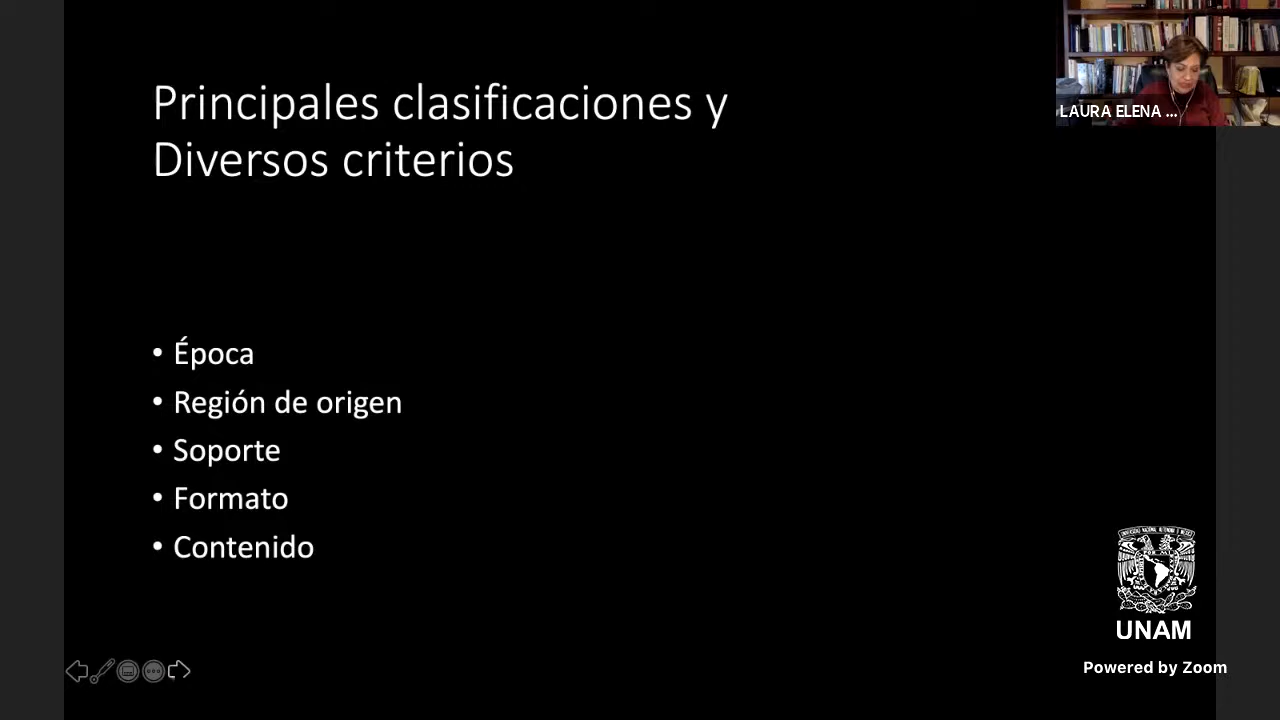 Principales clasificaciones y
Diversos criterios
LAURA ELENA ...
• Época
• Región de origen
• Soporte
• Formato
• Contenido
UNAM
Powered by Zoom